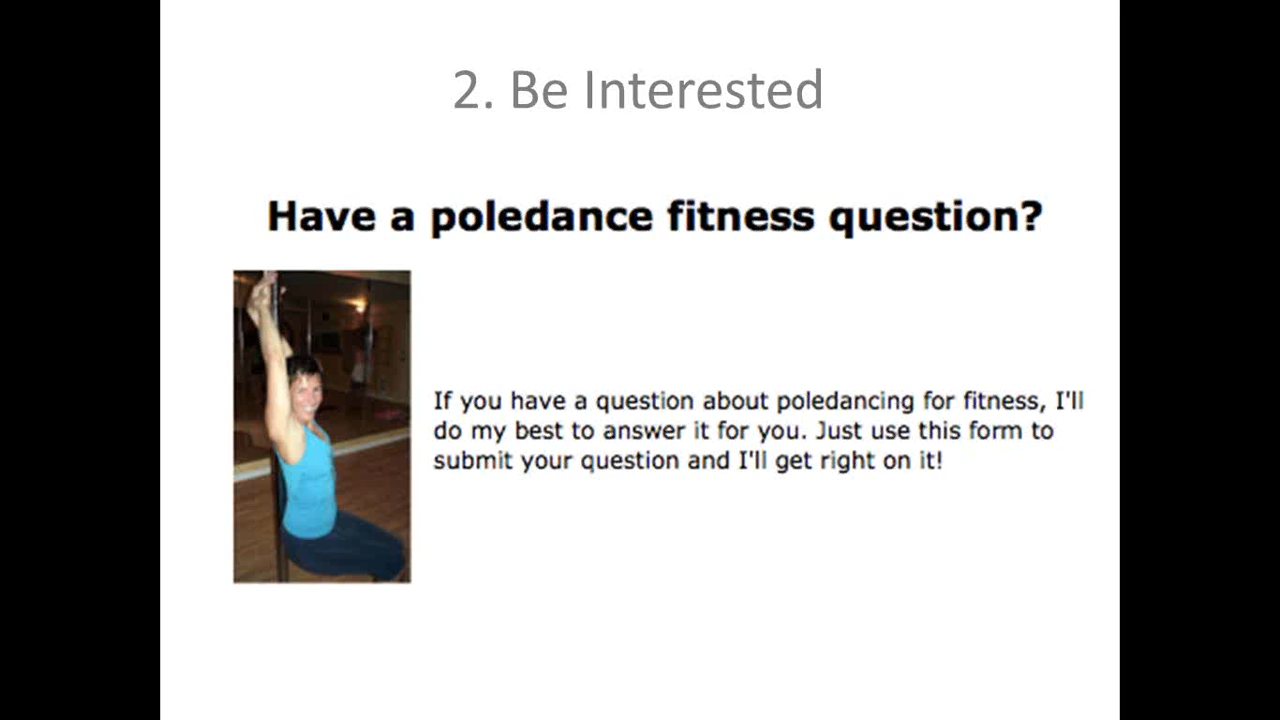 2. Be Interested
Have a poledance fitness question?
If you have a question about poledancing for fitness, I'll
do my best to answer it for you. Just use this form to
submit your question and I'll get right on it!